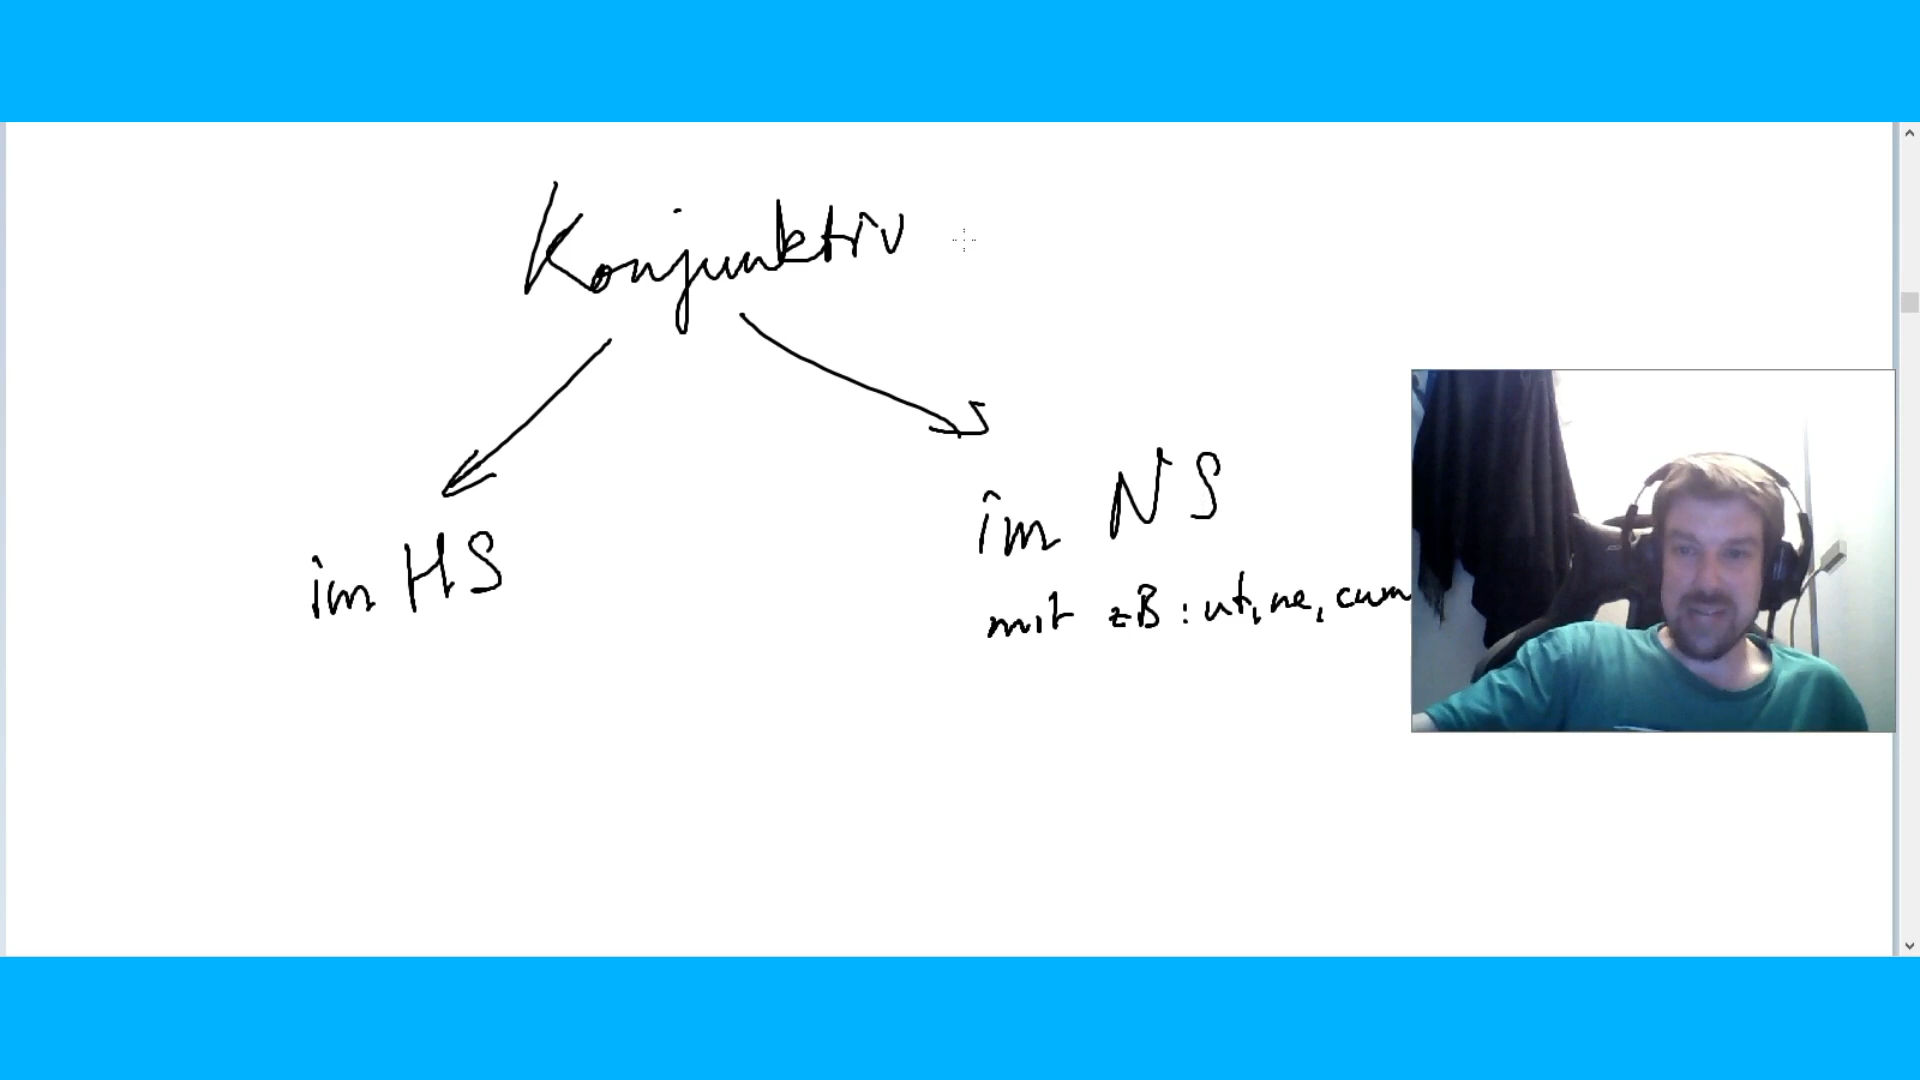 Konjunktiv
im HS
im NS
mit zB: ut, ne, cum